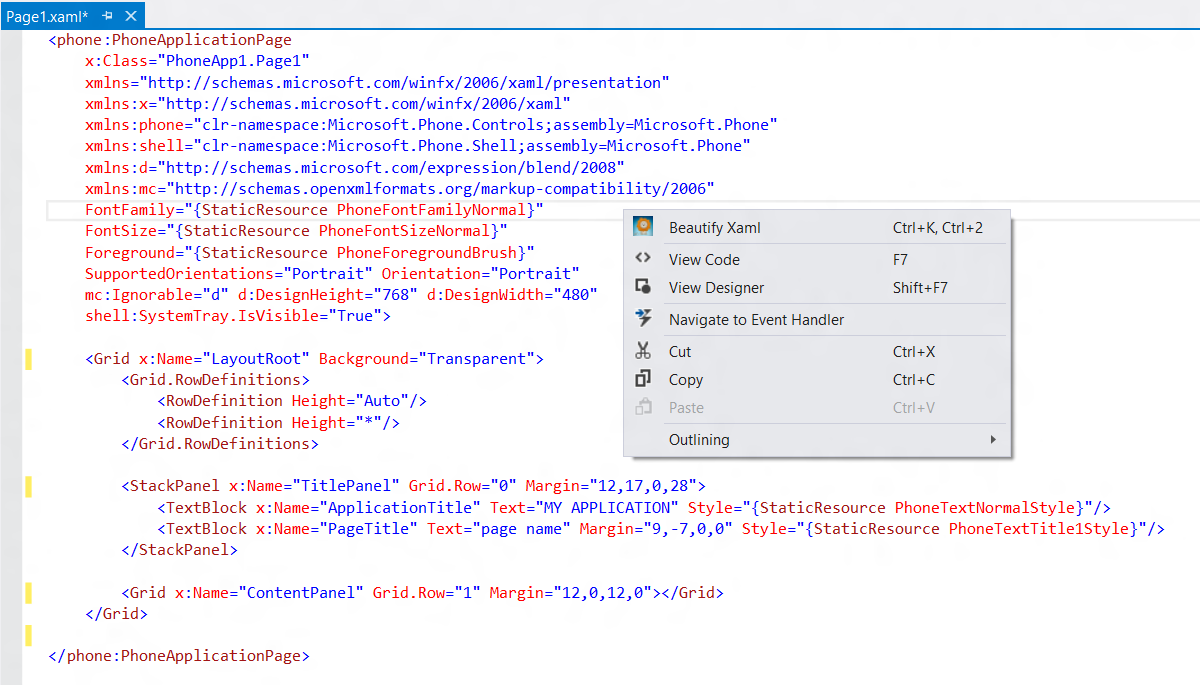 Page1.xaml*
<phone:PhoneApplicationPage
x:Class="PhoneApp1.Page1"
xmlns="http://schemas.microsoft.com/winfx/2006/xaml/presentation"
xmlns:x="http://schemas.microsoft.com/winfx/2006/xaml"
xmlns:phone="clr-namespace:Microsoft.Phone.Controls;assembly=Microsoft.Phone"
xmlns:shell="clr-namespace:Microsoft.Phone.Shell;assembly=Microsoft.Phone"
xmlns:d="http://schemas.microsoft.com/expression/blend/2008"
xmlns:mc="http://schemas.openxmlformats.org/markup-compatibility/2006"
FontFamily="{StaticResource PhoneFontFamilyNormal}"
FontSize="{StaticResource PhoneFontSizeNormal}"
Foreground="{StaticResource PhoneForegroundBrush}"
SupportedOrientations="Portrait" Orientation="Portrait"
mc:Ignorable="d" d:DesignHeight="768" d:DesignWidth="480"
shell:SystemTray.IsVisible="True">
<Grid x:Name="LayoutRoot" Background="Transparent">
<Grid.RowDefinitions>
<RowDefinition Height="Auto"/>
<RowDefinition Height="*"/>
</Grid.RowDefinitions>
<StackPanel x:Name="TitlePanel" Grid.Row="0" Margin="12,17,0,28">
<TextBlock x:Name="ApplicationTitle" Text="MY APPLICATION" Style="{StaticResource PhoneTextNormalStyle}"/>
<TextBlock x:Name="PageTitle" Text="page name" Margin="9,-7,0,0" Style="{StaticResource PhoneTextTitle1Style}"/>
</StackPanel>
<Grid x:Name="ContentPanel" Grid.Row="1" Margin="12,0,12,0"></Grid>
</Grid>
</phone:PhoneApplicationPage>
Beautify Xaml Ctrl+K, Ctrl+2
View Code F7
View Designer Shift+F7
Navigate to Event Handler
Cut Ctrl+X
Copy Ctrl+C
Paste Ctrl+V
Outlining